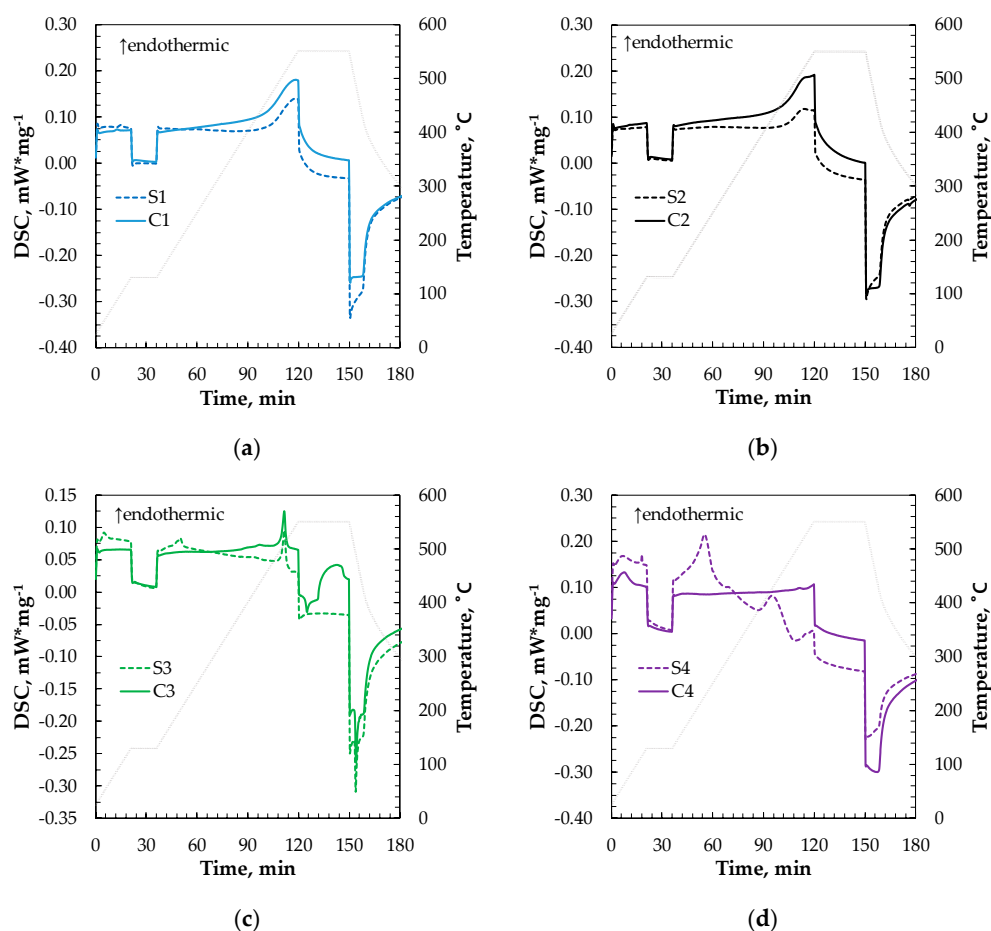 ↑endothermic
0.30
0.20
0.10
0.00
-0.10
-0.20
-0.30
-0.40
DSC, mW*mg-1
600
500
400
300
200
100
0
Temperature, ˚C
S1
C1
0 30 60 90 120 150 180
Time, min
(a)
↑endothermic
0.30
0.20
0.10
0.00
-0.10
-0.20
-0.30
-0.40
DSC, mW*mg-1
600
500
400
300
200
100
0
Temperature, ˚C
S2
C2
0 30 60 90 120 150 180
Time, min
(b)
↑endothermic
0.15
0.10
0.05
0.00
-0.05
-0.10
-0.15
-0.20
-0.25
-0.30
-0.35
DSC, mW*mg-1
600
500
400
300
200
100
0
Temperature, ˚C
S3
C3
0 30 60 90 120 150 180
Time, min
(c)
↑endothermic
0.30
0.20
0.10
0.00
-0.10
-0.20
-0.30
-0.40
DSC, mW*mg-1
600
500
400
300
200
100
0
Temperature, ˚C
S4
C4
0 30 60 90 120 150 180
Time, min
(d)